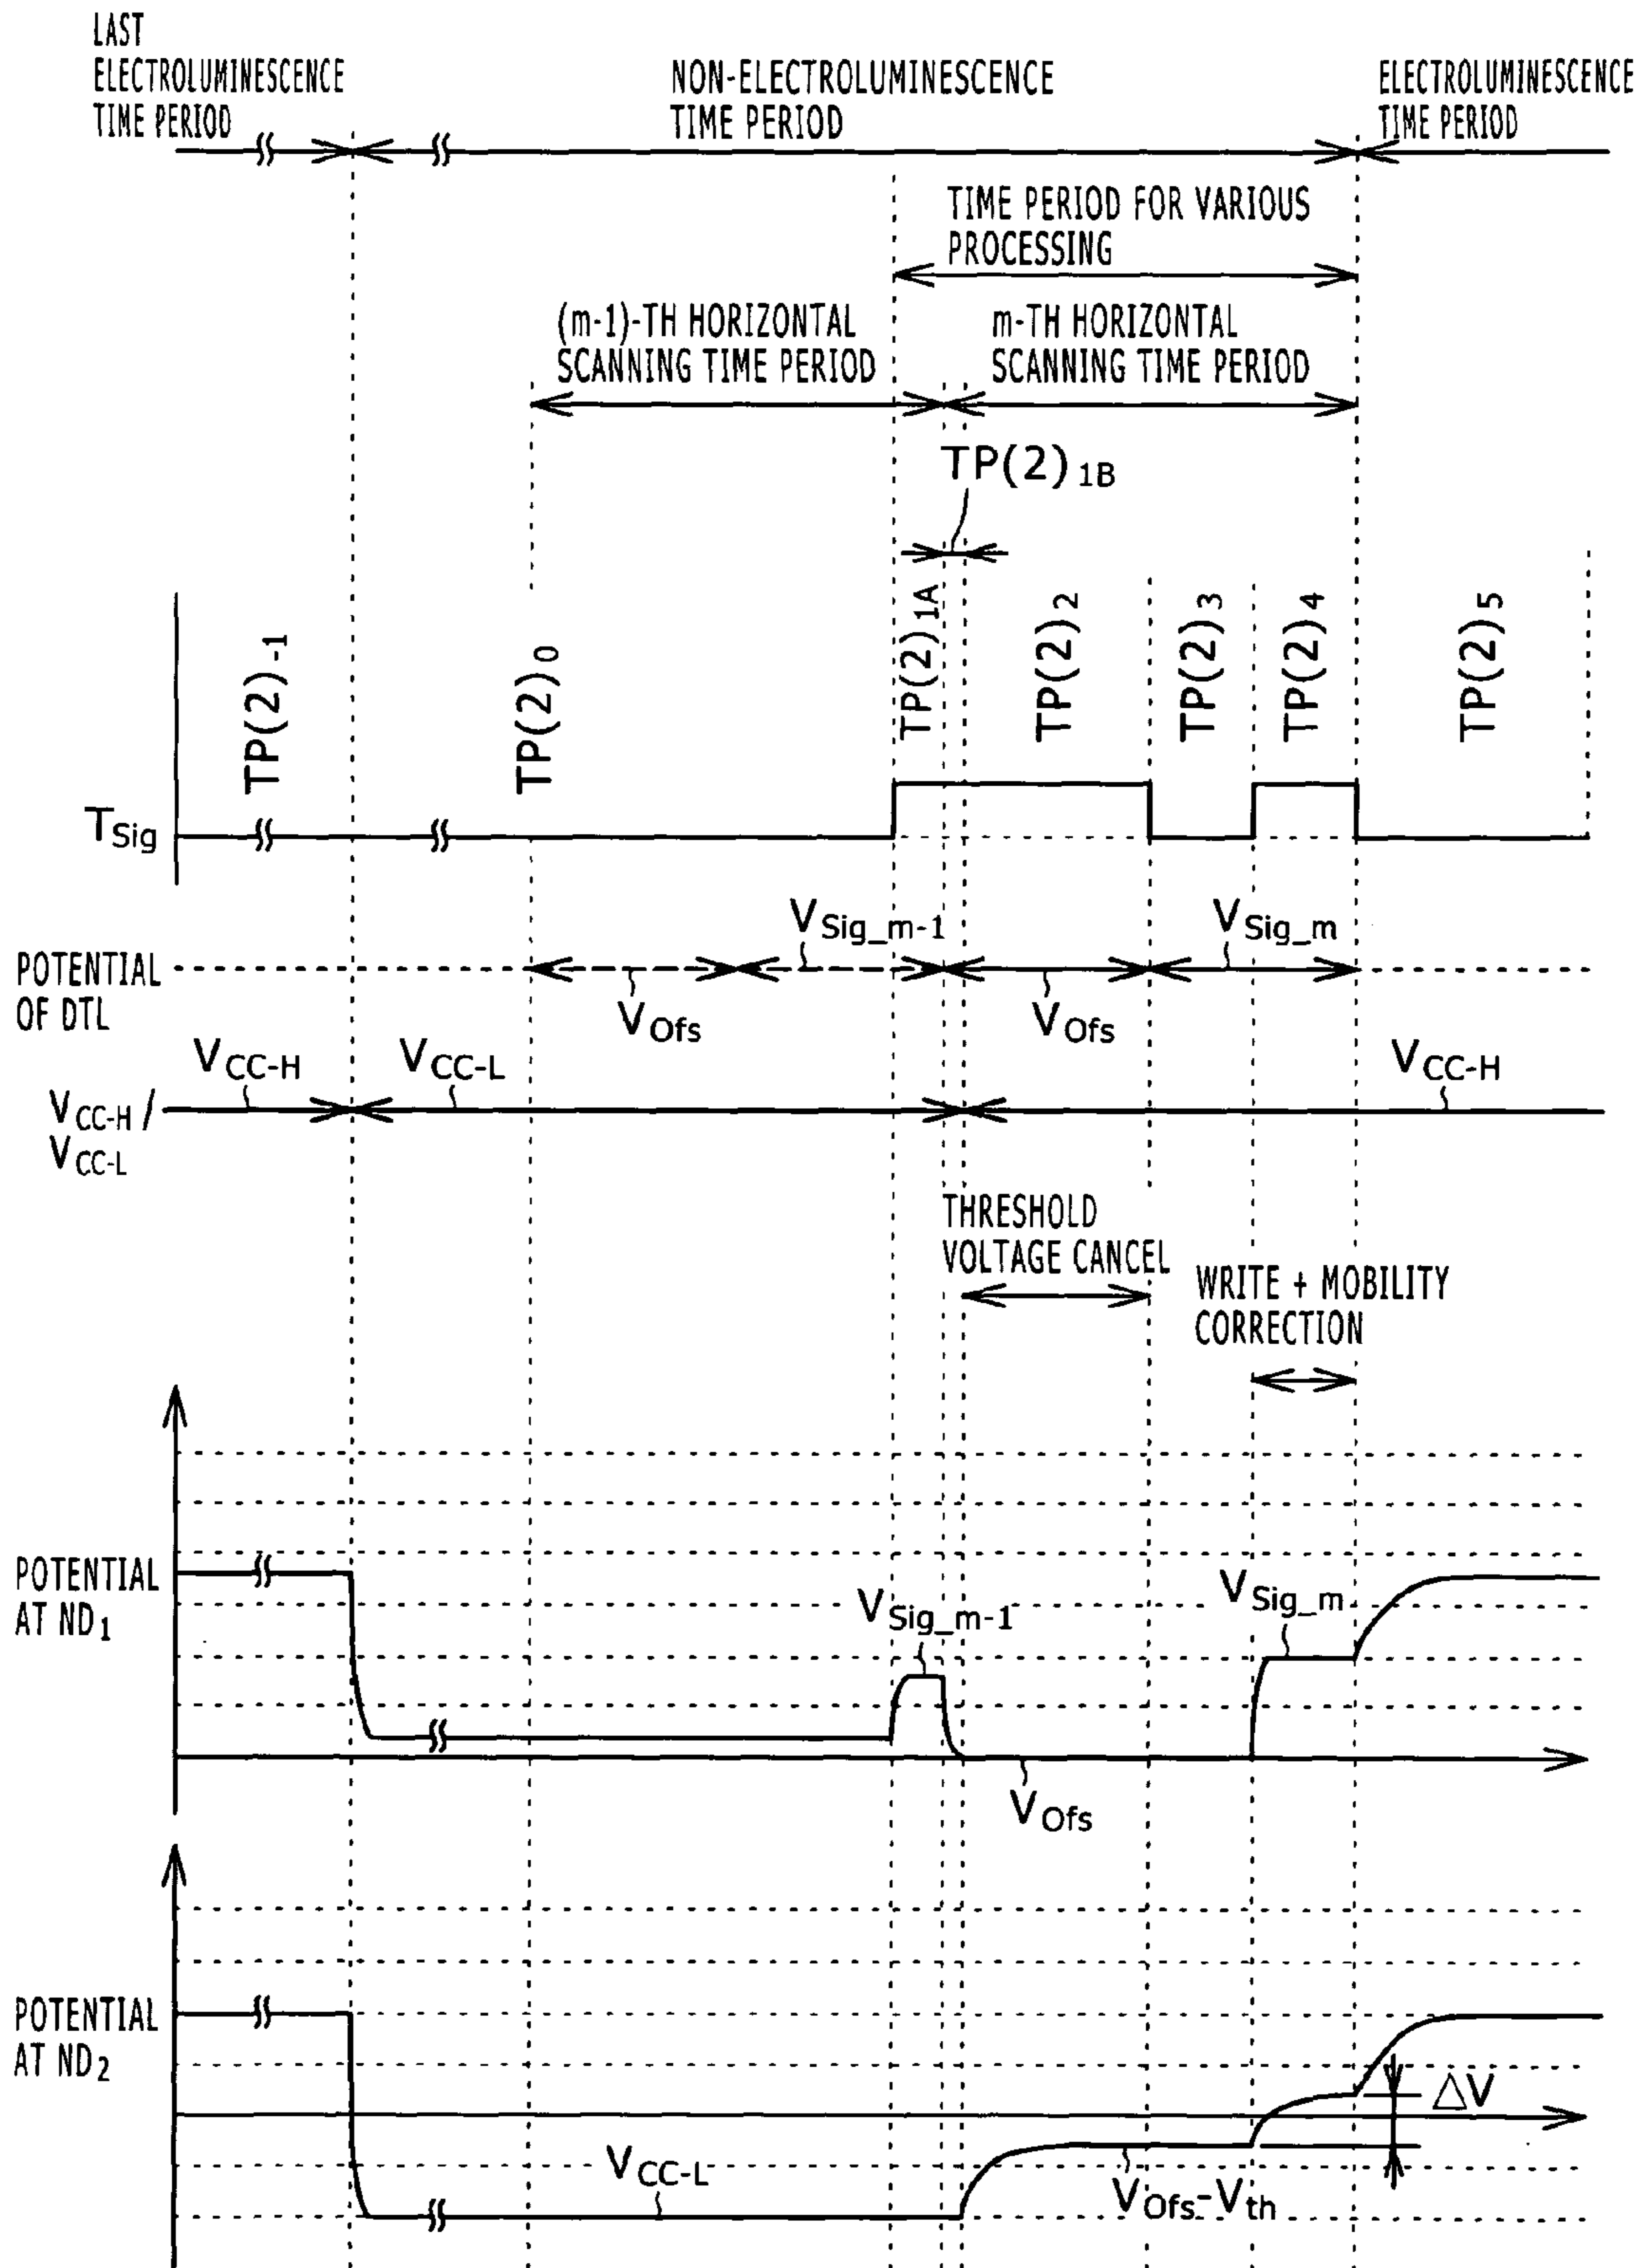 LAST
ELECTROLUMINESCENCE
TIME PERIOD
NON-ELECTROLUMINESCENCE
TIME PERIOD
ELECTROLUMINESCENCE
TIME PERIOD
TIME PERIOD FOR VARIOUS
PROCESSING
(m-1)-TH HORIZONTAL
SCANNING TIME PERIOD
m-TH HORIZONTAL
SCANNING TIME PERIOD
TP(2)1B
TP(2)-1
TP(2)0
TP(2)1A
TP(2)2
TP(2)3
TP(2)4
TP(2)5
TSig
VSig_m-1
VSig_m
POTENTIAL
OF DTL
VOfs
VOfs
VCC-H
VCC-L
VCC-H
VCC-H /
VCC-L
THRESHOLD
VOLTAGE CANCEL
WRITE + MOBILITY
CORRECTION
POTENTIAL
AT ND1
VSig_m-1
VSig_m
VOfs
POTENTIAL
AT ND2
ΔV
VCC-L
VOfs-Vth